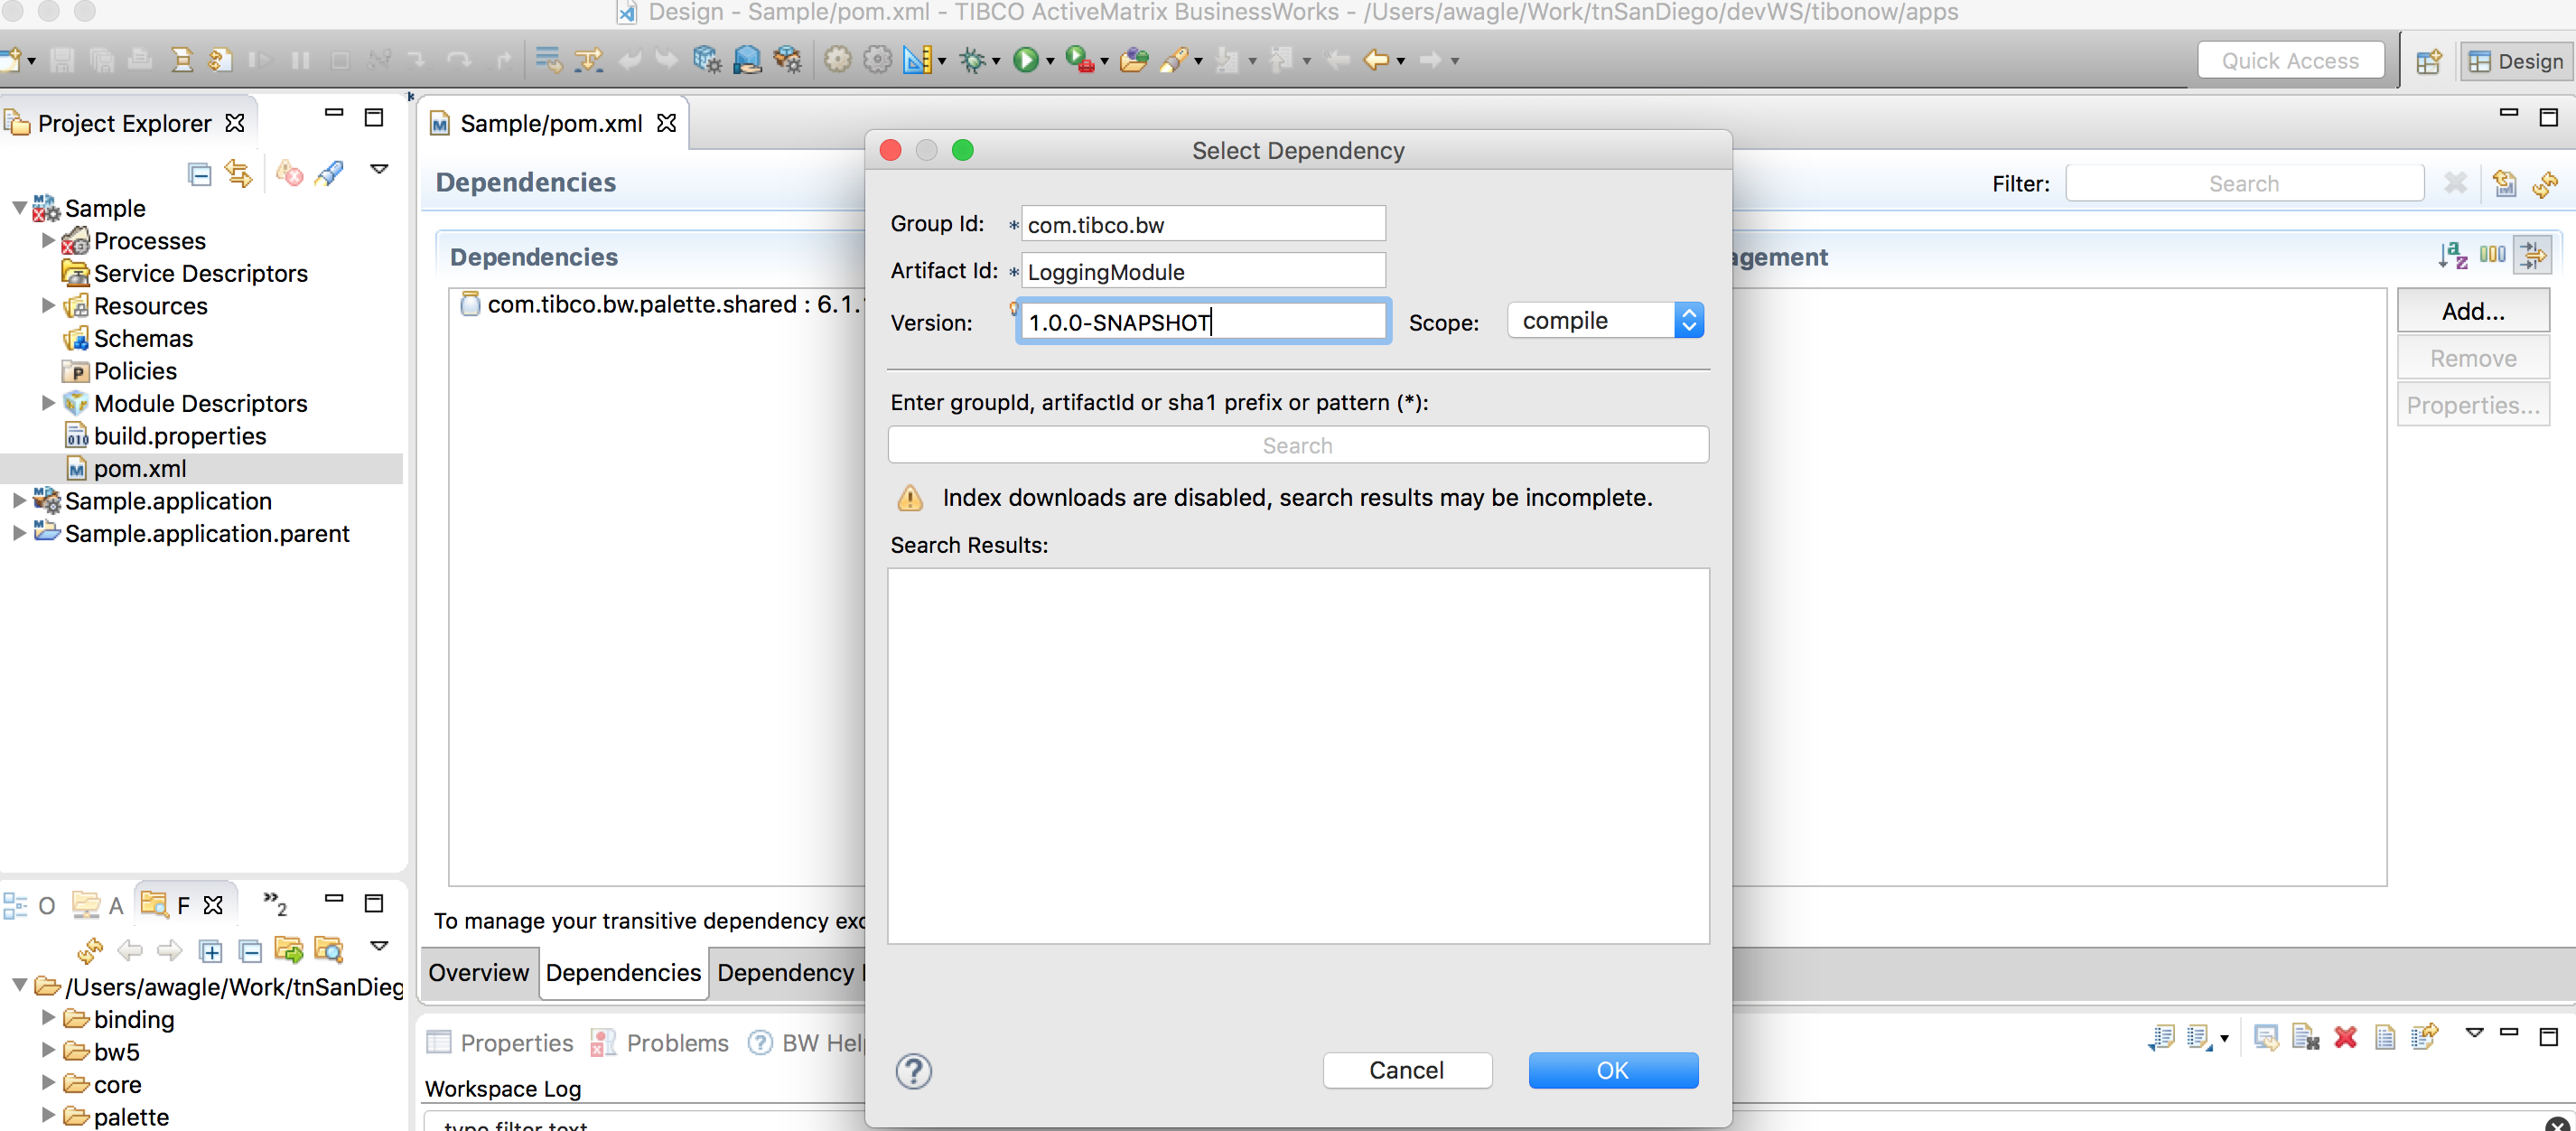 Design - Sample/pom.xml - TIBCO ActiveMatrix BusinessWorks - /Users/awagle/Work/tnSanDiego/devWS/tibonow/apps
Quick Access
Design
Project Explorer
Sample
Processes
Service Descriptors
Resources
Schemas
Policies
Module Descriptors
build.properties
pom.xml
Sample.application
Sample.application.parent
Sample/pom.xml
Dependencies
Filter:
Search
Dependencies
agement
com.tibco.bw.palette.shared : 6.1.
Add...
Remove
Properties...
To manage your transitive dependency exc
Overview
Dependencies
Dependency
Select Dependency
Group Id: * com.tibco.bw
Artifact Id: * LoggingModule
Version: 1.0.0-SNAPSHOT
Scope: compile
Enter groupId, artifactId or sha1 prefix or pattern (*):
Search
Index downloads are disabled, search results may be incomplete.
Search Results:
Cancel
OK
O
A
F
»2
/Users/awagle/Work/tnSanDieg
binding
bw5
core
palette
Properties
Problems
BW Hel
Workspace Log
type filter text